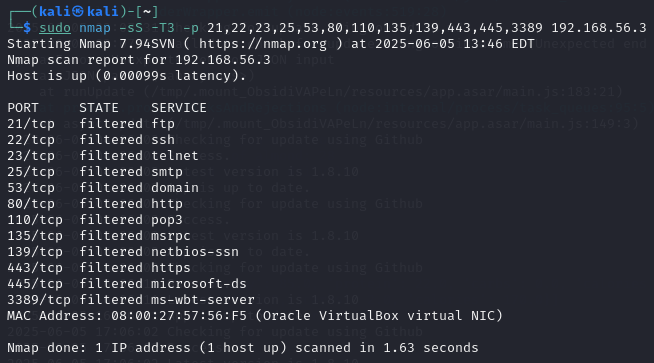 ┌──(kali㉿kali)-[~]
└─$ sudo nmap -sS -T3 -p 21,22,23,25,53,80,110,135,139,443,445,3389 192.168.56.3
Starting Nmap 7.94SVN ( https://nmap.org ) at 2025-06-05 13:46 EDT
Nmap scan report for 192.168.56.3
Host is up (0.00099s latency).

PORT     STATE    SERVICE
21/tcp   filtered ftp
22/tcp   filtered ssh
23/tcp   filtered telnet
25/tcp   filtered smtp
53/tcp   filtered domain
80/tcp   filtered http
110/tcp  filtered pop3
135/tcp  filtered msrpc
139/tcp  filtered netbios-ssn
443/tcp  filtered https
445/tcp  filtered microsoft-ds
3389/tcp filtered ms-wbt-server
MAC Address: 08:00:27:57:56:F5 (Oracle VirtualBox virtual NIC)

Nmap done: 1 IP address (1 host up) scanned in 1.63 seconds